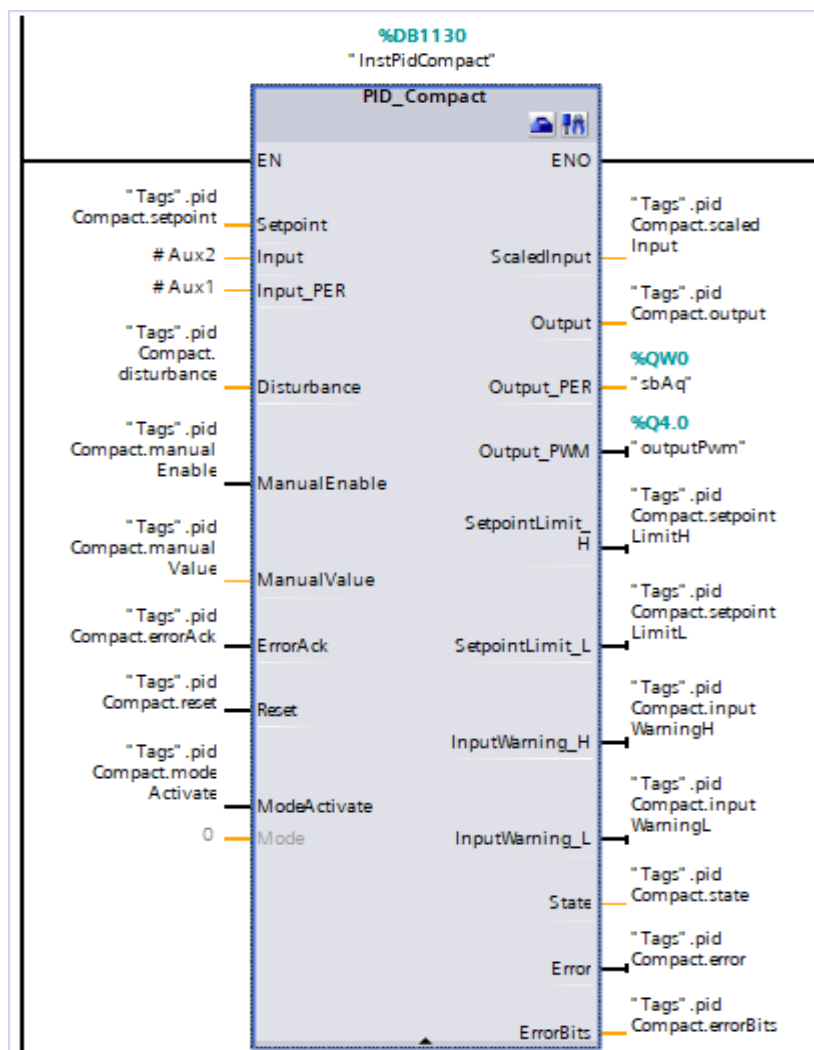 %DB1130
"InstPidCompact"
PID_Compact
EN
ENO
"Tags".pid
Compact.setpoint
Setpoint
#Aux2
Input
#Aux1
Input_PER
"Tags".pid
Compact.
disturbance
Disturbance
"Tags".pid
Compact.manual
Enable
ManualEnable
"Tags".pid
Compact.manual
Value
ManualValue
"Tags".pid
Compact.errorAck
ErrorAck
"Tags".pid
Compact.reset
Reset
"Tags".pid
Compact.mode
Activate
ModeActivate
0
Mode
ScaledInput
"Tags".pid
Compact.scaled
Input
Output
"Tags".pid
Compact.output
Output_PER
%QW0
"sbAq"
Output_PWM
%Q4.0
"outputPwm"
SetpointLimit_
H
"Tags".pid
Compact.setpoint
LimitH
SetpointLimit_L
"Tags".pid
Compact.setpoint
LimitL
InputWarning_H
"Tags".pid
Compact.input
WarningH
InputWarning_L
"Tags".pid
Compact.input
WarningL
State
"Tags".pid
Compact.state
Error
"Tags".pid
Compact.error
ErrorBits
"Tags".pid
Compact.errorBits